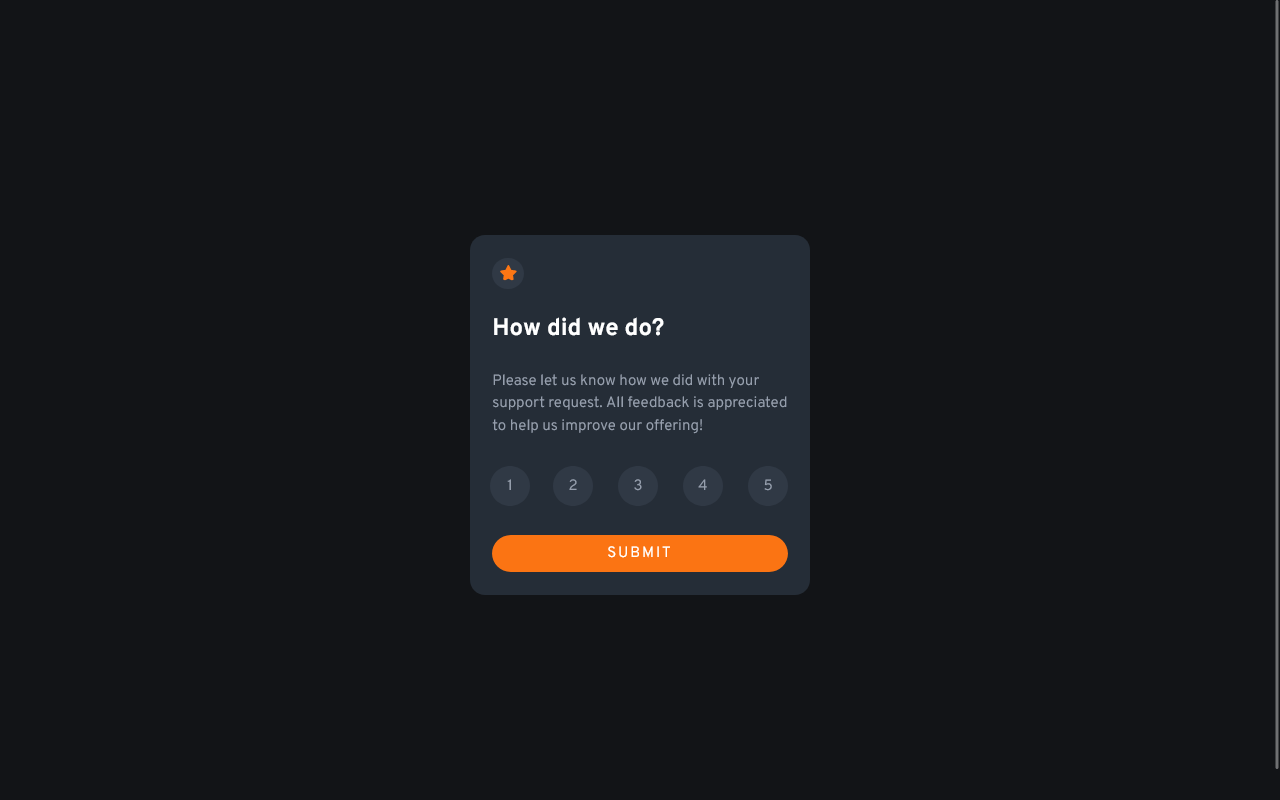 How did we do?
Please let us know how we did with your
support request. All feedback is appreciated
to help us improve our offering!
1 2 3 4 5
SUBMIT